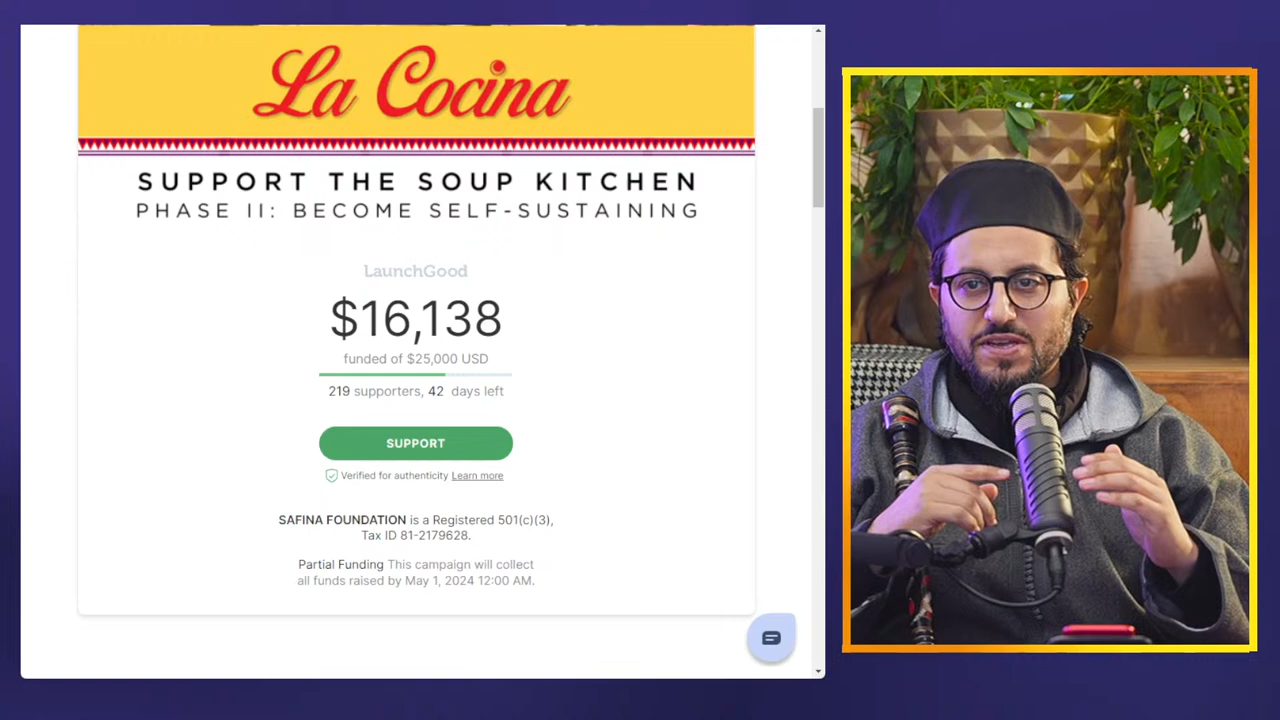 La Cocina
SUPPORT THE SOUP KITCHEN
PHASE II: BECOME SELF-SUSTAINING
LaunchGood
$16,138
funded of $25,000 USD
219 supporters, 42 days left
SUPPORT
Verified for authenticity Learn more
SAFINA FOUNDATION is a Registered 501(c)(3),
Tax ID 81-2179628.
Partial Funding This campaign will collect
all funds raised by May 1, 2024 12:00 AM.